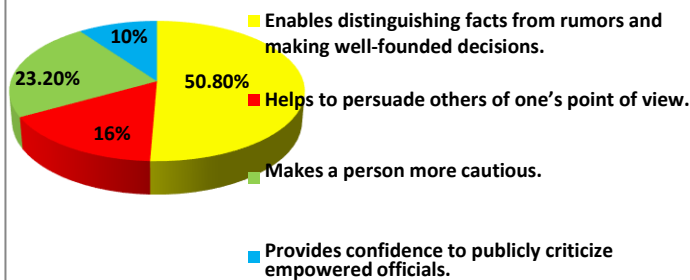 10%
23.20%
50.80%
16%
Enables distinguishing facts from rumors and
making well-founded decisions.
Helps to persuade others of one’s point of view.
Makes a person more cautious.
Provides confidence to publicly criticize
empowered officials.